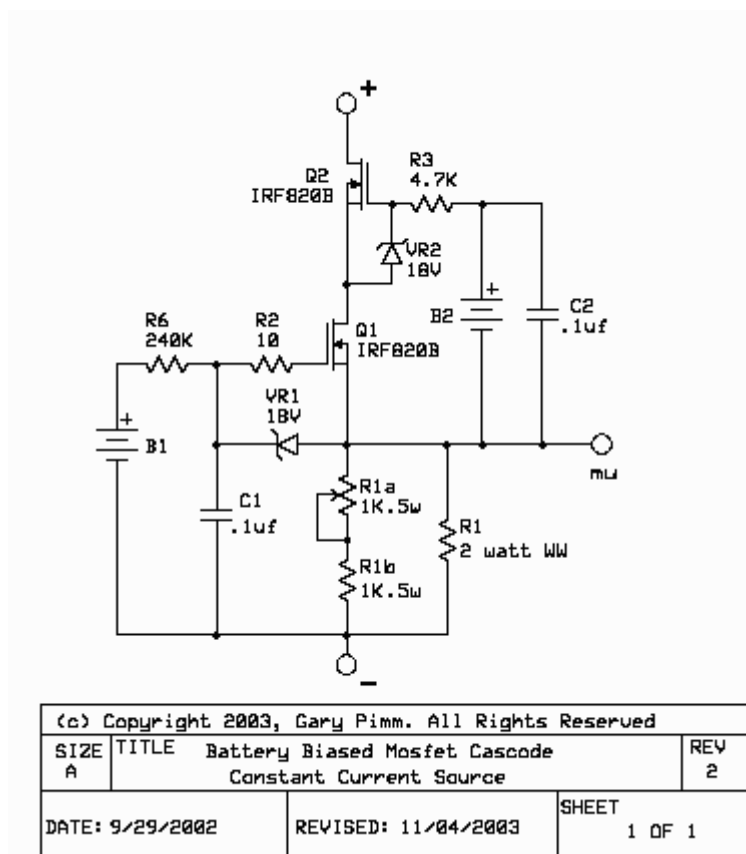 +
Q2
IRF820B
R3
4.7K
VR2
18V
B2
+
C2
.1uf
R6
240K
R2
10
Q1
IRF820B
VR1
18V
+
B1
mu
C1
.1uf
R1a
1K.5w
R1
2 watt WW
R1b
1K.5w
-
(c) Copyright 2003, Gary Pimm. All Rights Reserved
SIZE A
TITLE Battery Biased Mosfet Cascode
Constant Current Source
REV 2
DATE: 9/29/2002
REVISED: 11/04/2003
SHEET
1 OF 1